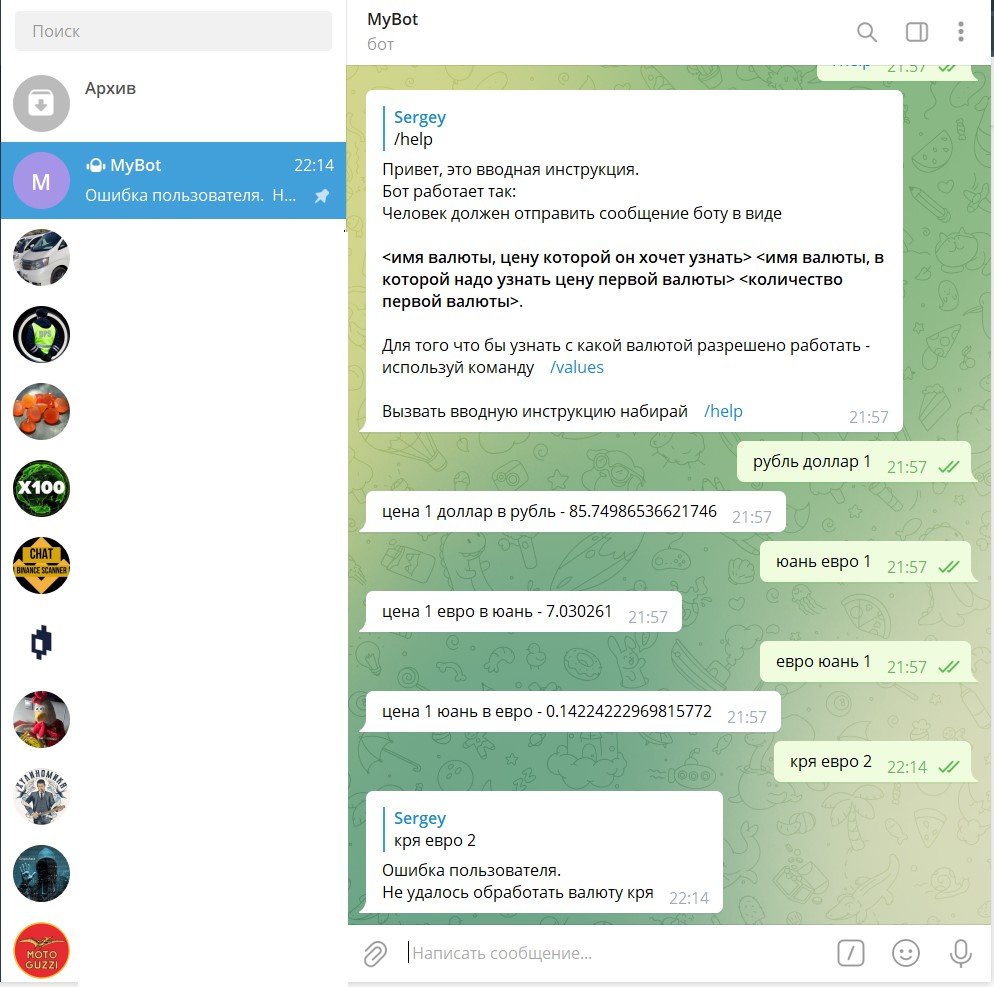 Поиск
Архив
M
MyBot
22:14
Ошибка пользователя. Н...
X100
CHAT
BINANCE SCANNER
MOTO
GUZZI
MyBot
бот
/help
21:57
Sergey
/help
Привет, это вводная инструкция.
Бот работает так:
Человек должен отправить сообщение боту в виде
<имя валюты, цену которой он хочет узнать> <имя валюты, в
которой надо узнать цену первой валюты> <количество
первой валюты>.
Для того что бы узнать с какой валютой разрешено работать -
используй команду /values
Вызвать вводную инструкцию набирай /help
21:57
рубль доллар 1 21:57
цена 1 доллар в рубль - 85.74986536621746 21:57
юань евро 1 21:57
цена 1 евро в юань - 7.030261 21:57
евро юань 1 21:57
цена 1 юань в евро - 0.14224222969815772 21:57
кря евро 2 22:14
Sergey
кря евро 2
Ошибка пользователя.
Не удалось обработать валюту кря 22:14
Написать сообщение...